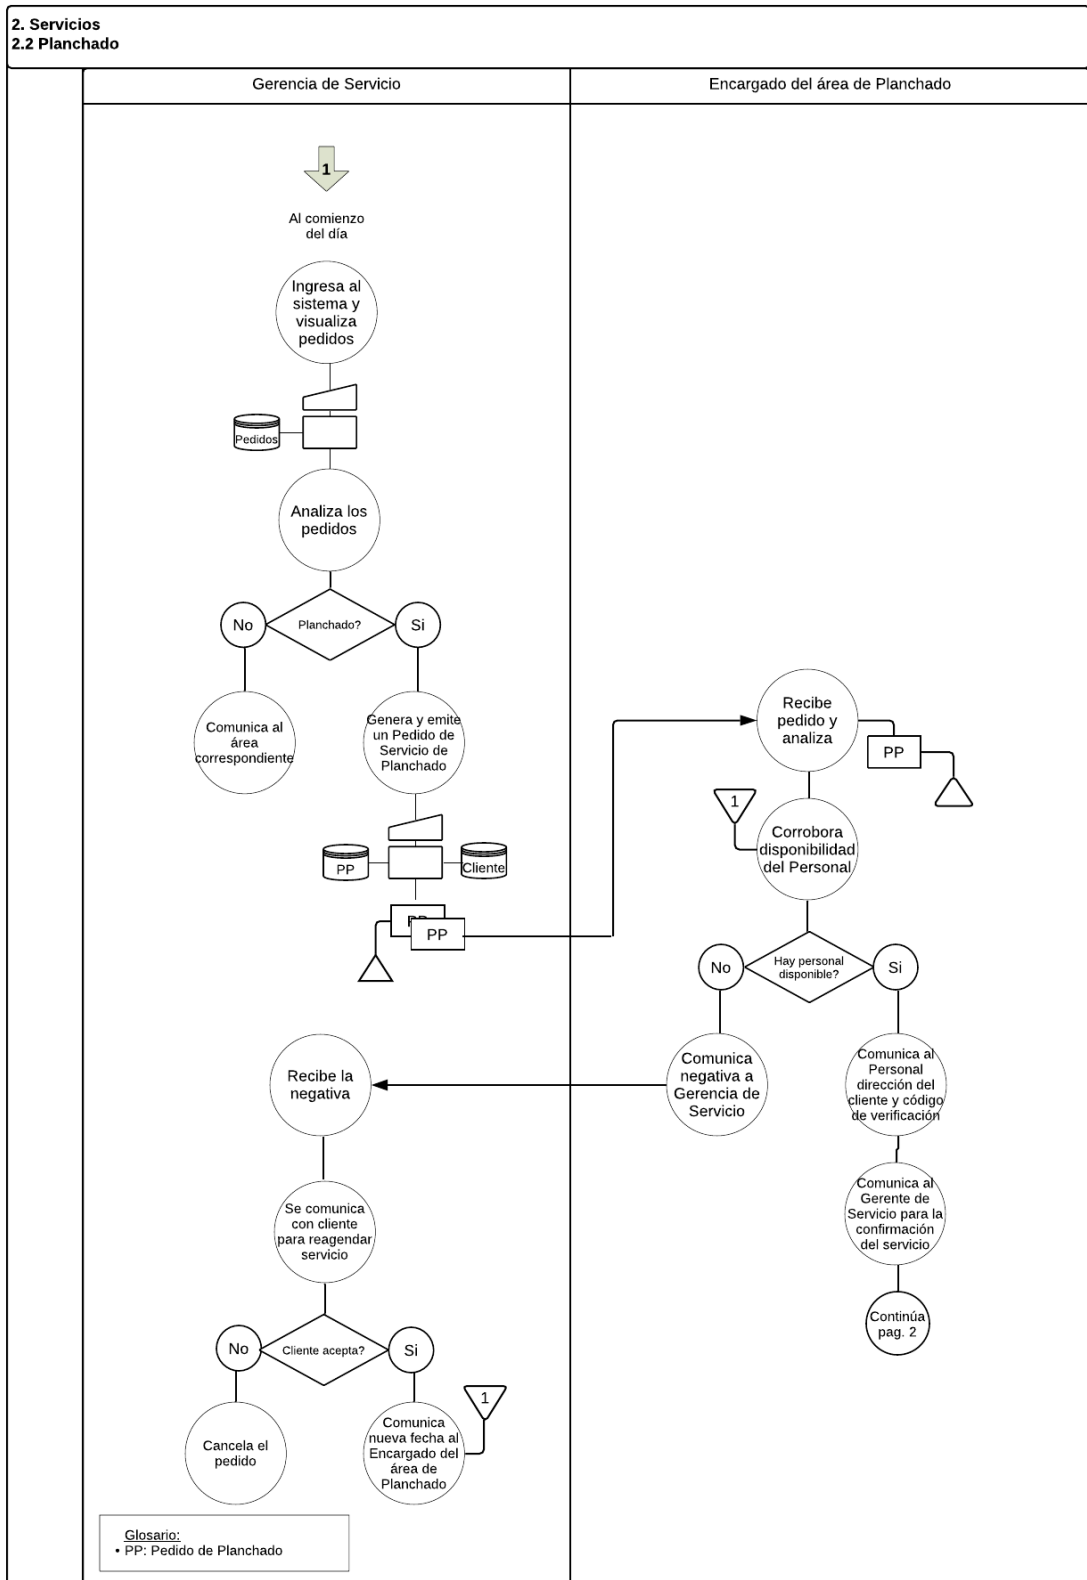 2. Servicios
2.2 Planchado
Gerencia de Servicio
Encargado del área de Planchado
1
Al comienzo
del día
Ingresa al
sistema y
visualiza
pedidos
Pedidos
Analiza los
pedidos
No
Planchado?
Si
Comunica al
área
correspondiente
Genera y emite
un Pedido de
Servicio de
Planchado
PP
Cliente
PP
PP
Recibe
pedido y
analiza
PP
1
Corrobora
disponibilidad
del Personal
No
Hay personal
disponible?
Si
Comunica
negativa a
Gerencia de
Servicio
Comunica al
Personal
dirección del
cliente y código
de verificación
Comunica al
Gerente de
Servicio para la
confirmación
del servicio
Continúa
pag. 2
Recibe la
negativa
Se comunica
con cliente
para reagendar
servicio
No
Cliente acepta?
Si
Cancela el
pedido
Comunica
nueva fecha al
Encargado del
área de
Planchado
1
Glosario:
• PP: Pedido de Planchado